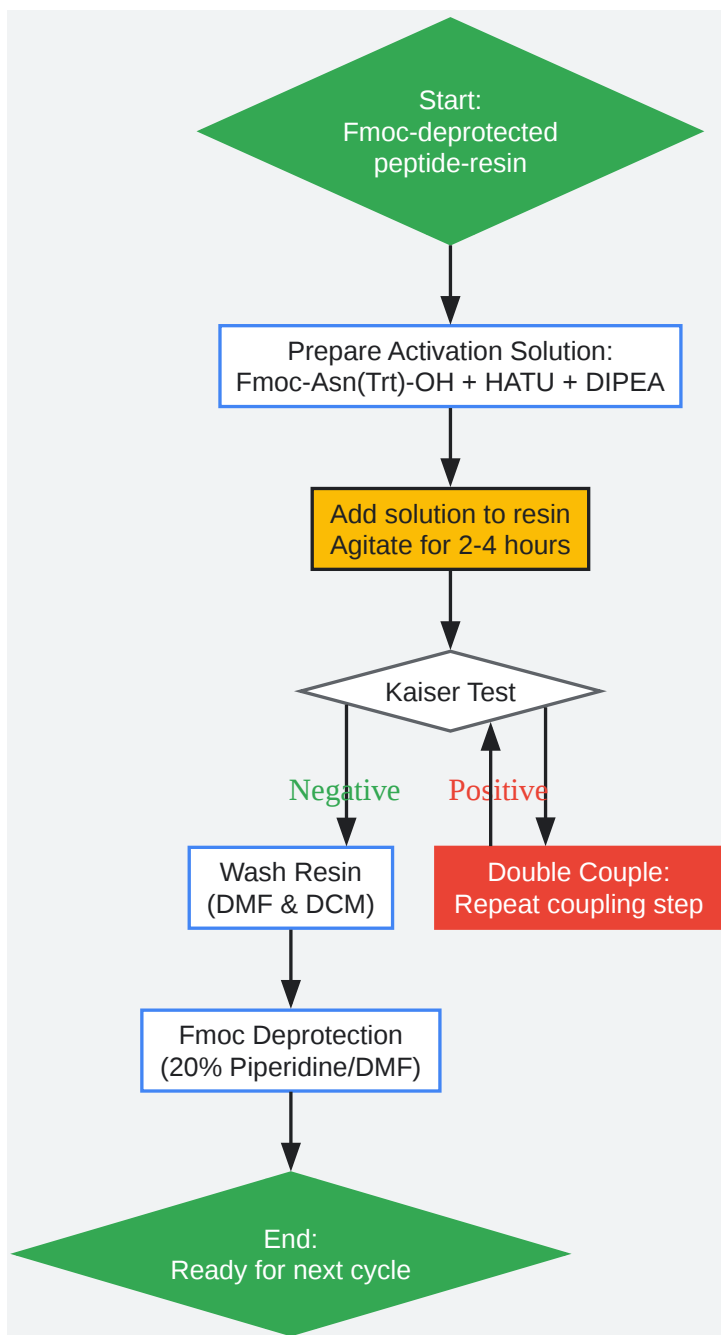 Start:
Fmoc-deprotected
peptide-resin
Prepare Activation Solution:
Fmoc-Asn(Trt)-OH + HATU + DIPEA
Add solution to resin
Agitate for 2-4 hours
Kaiser Test
Negative
Positive
Wash Resin
(DMF & DCM)
Double Couple:
Repeat coupling step
Fmoc Deprotection
(20% Piperidine/DMF)
End:
Ready for next cycle